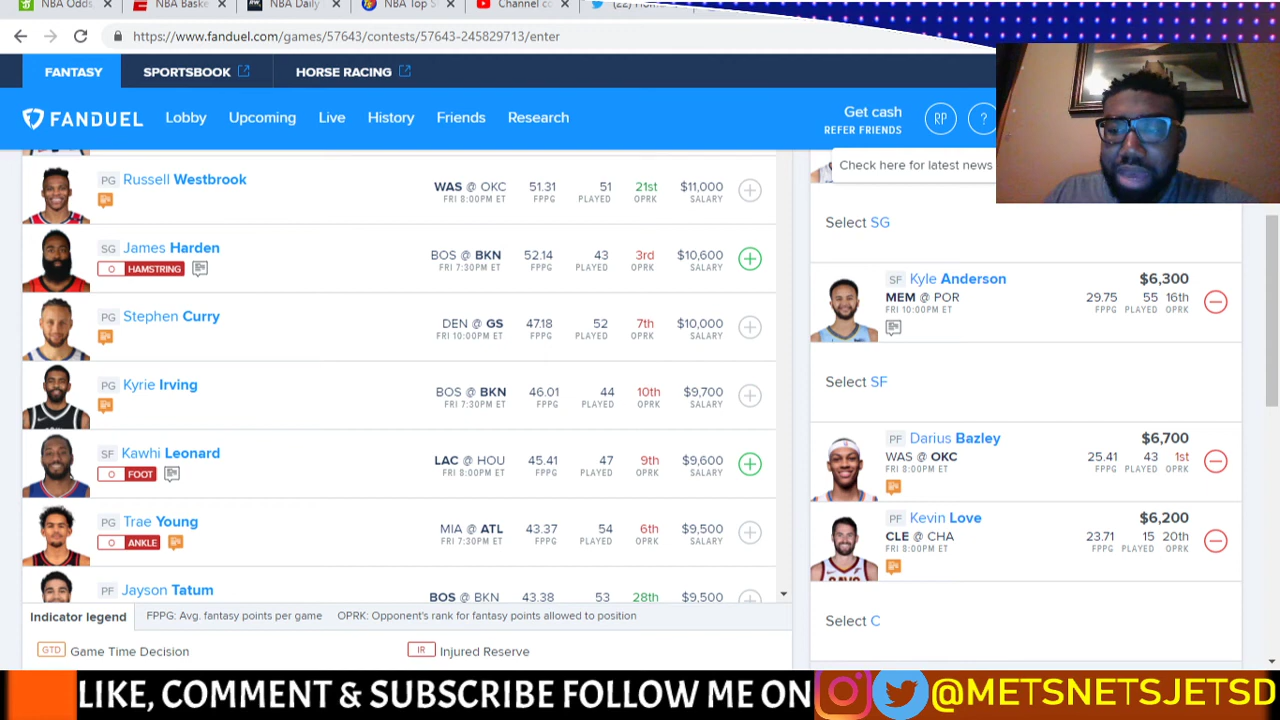 NBA Odds
NBA Baske
NBA Daily
NBA Top S
Channel co
https://www.fanduel.com/games/57643/contests/57643-245829713/enter
FANTASY SPORTSBOOK HORSE RACING
FANDUEL Lobby Upcoming Live History Friends Research
Get cash
REFER FRIENDS
RP ?
Check here for latest news
PG Russell Westbrook
WAS @ OKC 51.31 51 21st $11,000
FRI 8:00PM ET FPPG PLAYED OPRK SALARY
SG James Harden
O HAMSTRING
BOS @ BKN 52.14 43 3rd $10,600
FRI 7:30PM ET FPPG PLAYED OPRK SALARY
PG Stephen Curry
DEN @ GS 47.18 52 7th $10,000
FRI 10:00PM ET FPPG PLAYED OPRK SALARY
PG Kyrie Irving
BOS @ BKN 46.01 44 10th $9,700
FRI 7:30PM ET FPPG PLAYED OPRK SALARY
SF Kawhi Leonard
O FOOT
LAC @ HOU 45.41 47 9th $9,600
FRI 8:00PM ET FPPG PLAYED OPRK SALARY
PG Trae Young
O ANKLE
MIA @ ATL 43.37 54 6th $9,500
FRI 7:30PM ET FPPG PLAYED OPRK SALARY
PF Jayson Tatum
BOS @ BKN 43.38 53 28th $9,500
Indicator legend FPPG: Avg. fantasy points per game OPRK: Opponent's rank for fantasy points allowed to position
GTD Game Time Decision IR Injured Reserve
Select SG
SF Kyle Anderson $6,300
MEM @ POR 29.75 55 16th
FRI 10:00PM ET FPPG PLAYED OPRK
Select SF
PF Darius Bazley $6,700
WAS @ OKC 25.41 43 1st
FRI 8:00PM ET FPPG PLAYED OPRK
PF Kevin Love $6,200
CLE @ CHA 23.71 15 20th
FRI 8:00PM ET FPPG PLAYED OPRK
Select C
LIKE, COMMENT & SUBSCRIBE FOLLOW ME ON @METSNETSJETSD